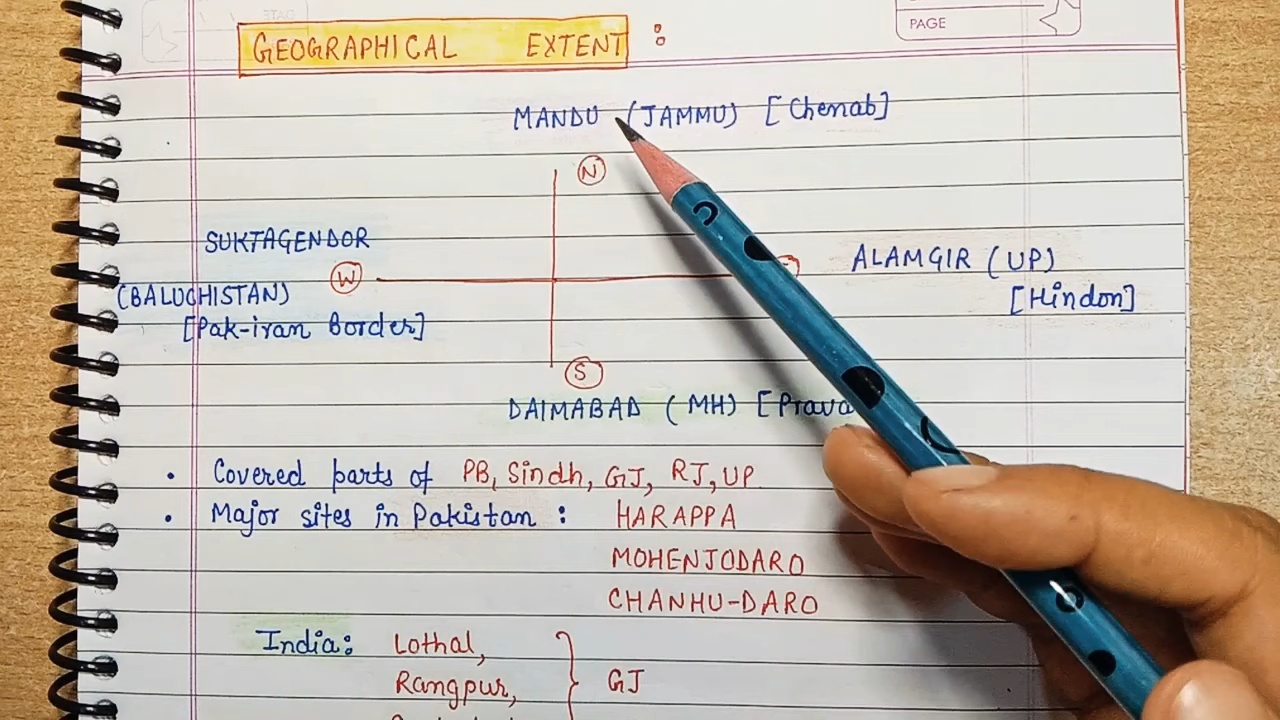 PAGE
GEOGRAPHICAL EXTENT :
MANDU (JAMMU) [Chenab]
N
SUKTAGENDOR
W
ALAMGIR (UP)
(BALUCHISTAN)
[Hindon]
[Pak-iran Border]
S
DAIMABAD (MH)
• Covered parts of PB, Sindh, GJ, RJ, UP.
• Major sites in Pakistan : HARAPPA
MOHENJODARO
CHANHU-DARO
India: Lothal,
Rangpur, } GJ